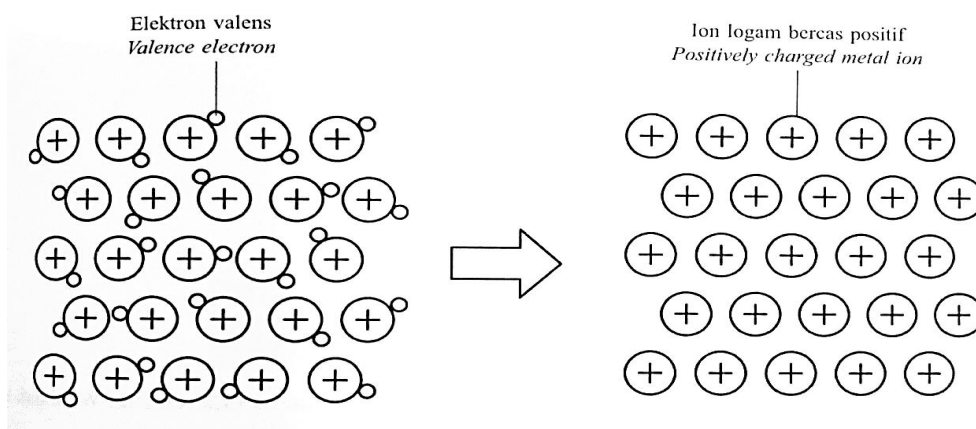 Elektron valens
Valence electron
Ion logam bercas positif
Positively charged metal ion